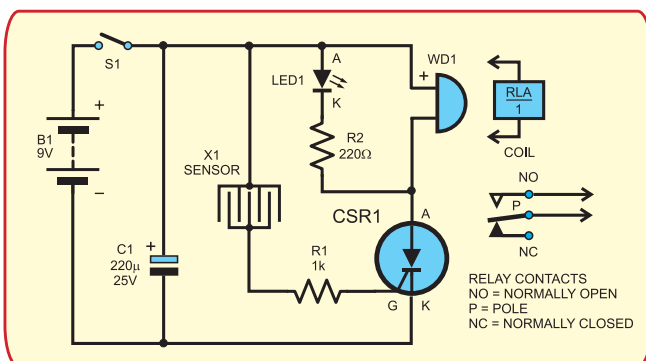 S1
B1
9V
+
−
C1
220µ
25V
+
X1
SENSOR
LED1
A
K
R2
220Ω
R1
1k
CSR1
A
G
K
WD1
+
RLA
1
COIL
NO
P
NC
RELAY CONTACTS
NO = NORMALLY OPEN
P = POLE
NC = NORMALLY CLOSED